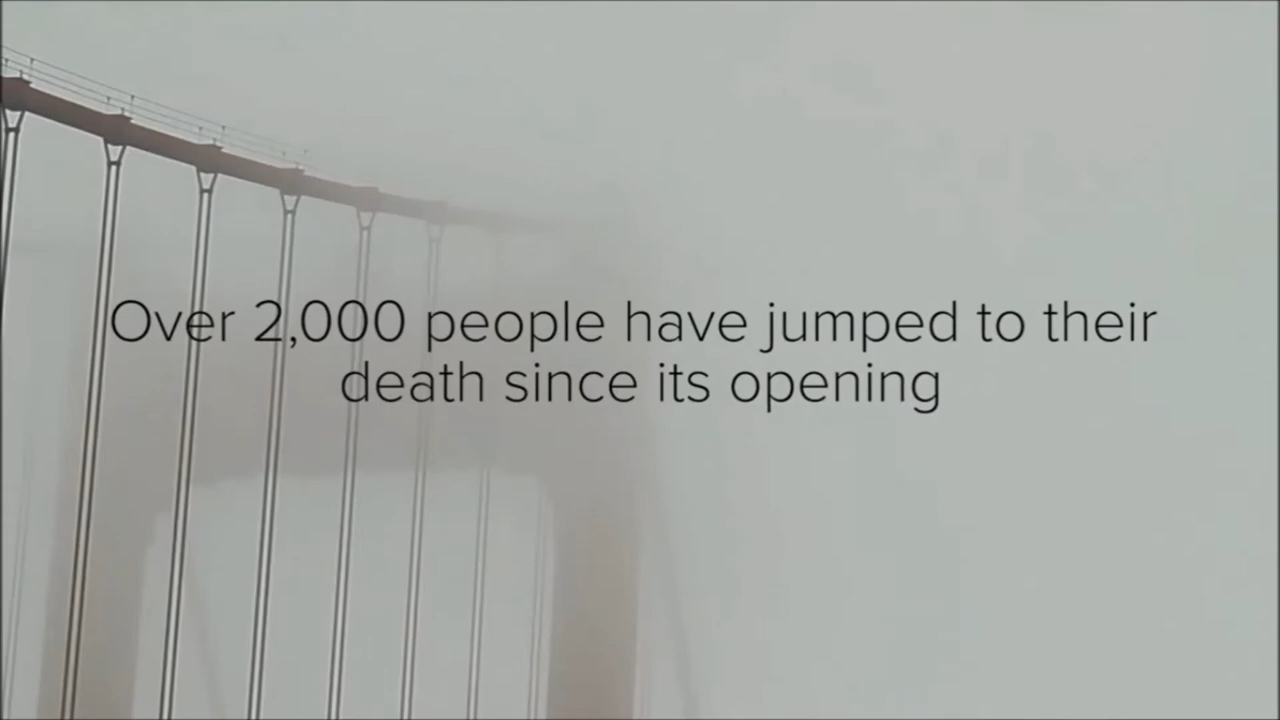 Over 2,000 people have jumped to their
death since its opening